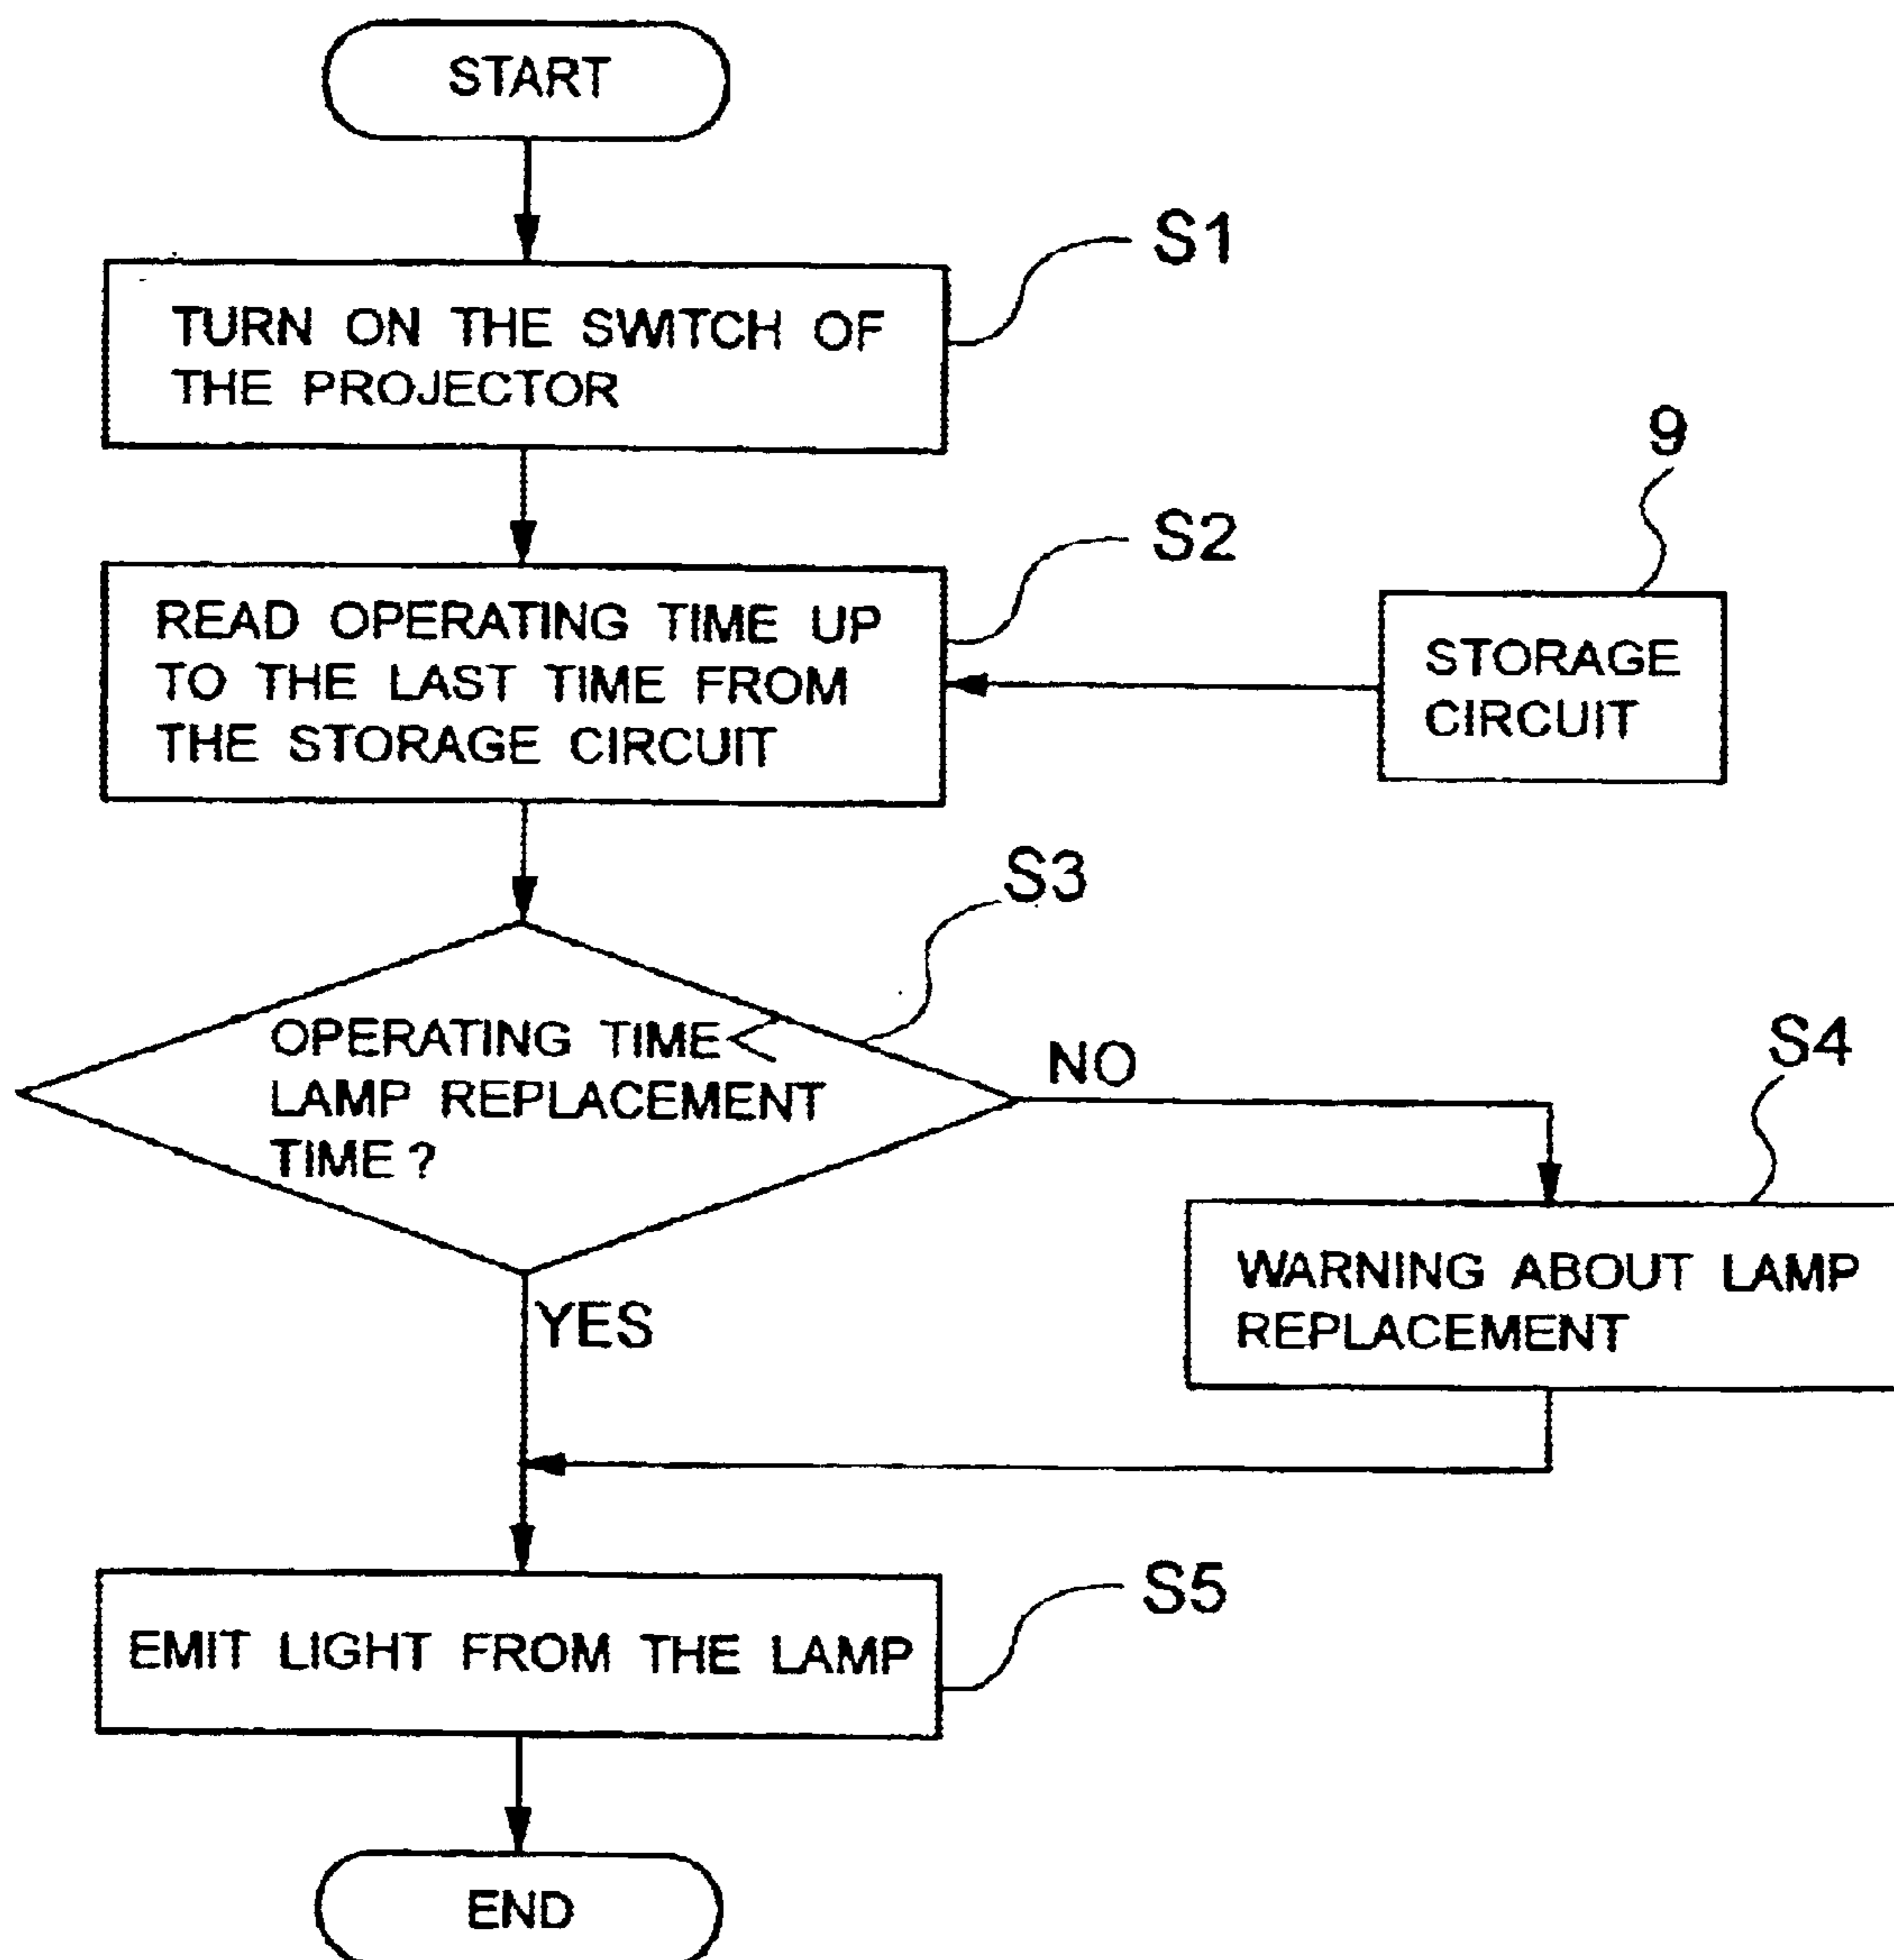 START
S1
TURN ON THE SWITCH OF
THE PROJECTOR
9
S2
READ OPERATING TIME UP
TO THE LAST TIME FROM
THE STORAGE CIRCUIT
STORAGE
CIRCUIT
S3
OPERATING TIME<
LAMP REPLACEMENT
TIME?
NO
S4
WARNING ABOUT LAMP
REPLACEMENT
YES
S5
EMIT LIGHT FROM THE LAMP
END